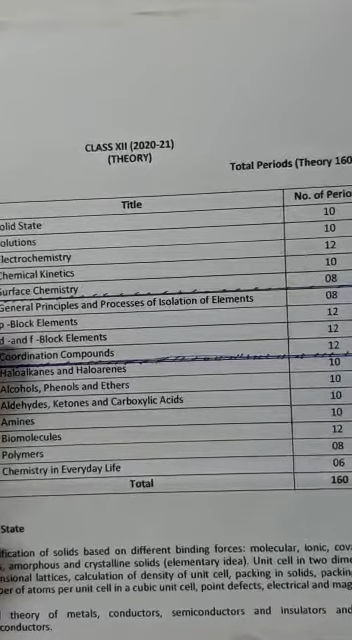 CLASS XII (2020-21)
(THEORY)
Total Periods (Theory 160
Title No. of Perio
olid State 10
olutions 10
lectrochemistry 12
Chemical Kinetics 10
Surface Chemistry 08
General Principles and Processes of Isolation of Elements 08
p -Block Elements 12
d -and f -Block Elements 12
Coordination Compounds 12
Haloalkanes and Haloarenes 10
Alcohols, Phenols and Ethers 10
Aldehydes, Ketones and Carboxylic Acids 10
Amines 10
Biomolecules 12
Polymers 08
Chemistry in Everyday Life 06
Total 160
State
ification of solids based on different binding forces: molecular, ionic, cov
, amorphous and crystalline solids (elementary idea). Unit cell in two dime
nsional lattices, calculation of density of unit cell, packing in solids, packin
ber of atoms per unit cell in a cubic unit cell, point defects, electrical and mag
theory of metals, conductors, semiconductors and insulators and
conductors.